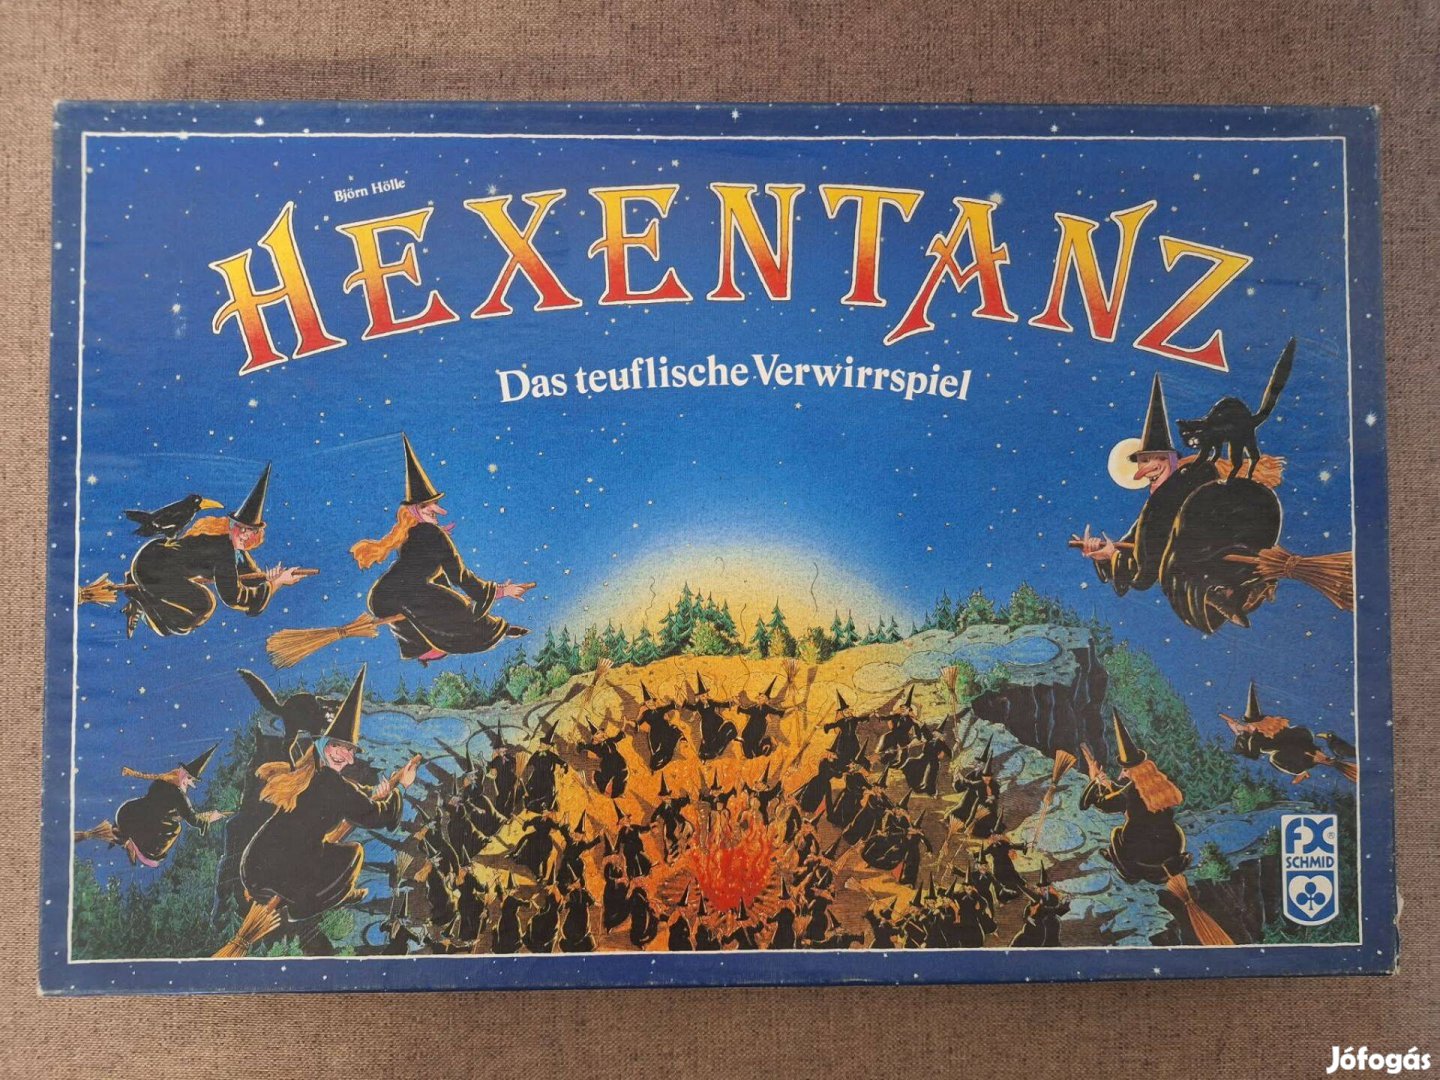 Björn Hölle
HEXENTANZ
Das teuflische Verwirrspiel
FX®
SCHMID
Jófogás